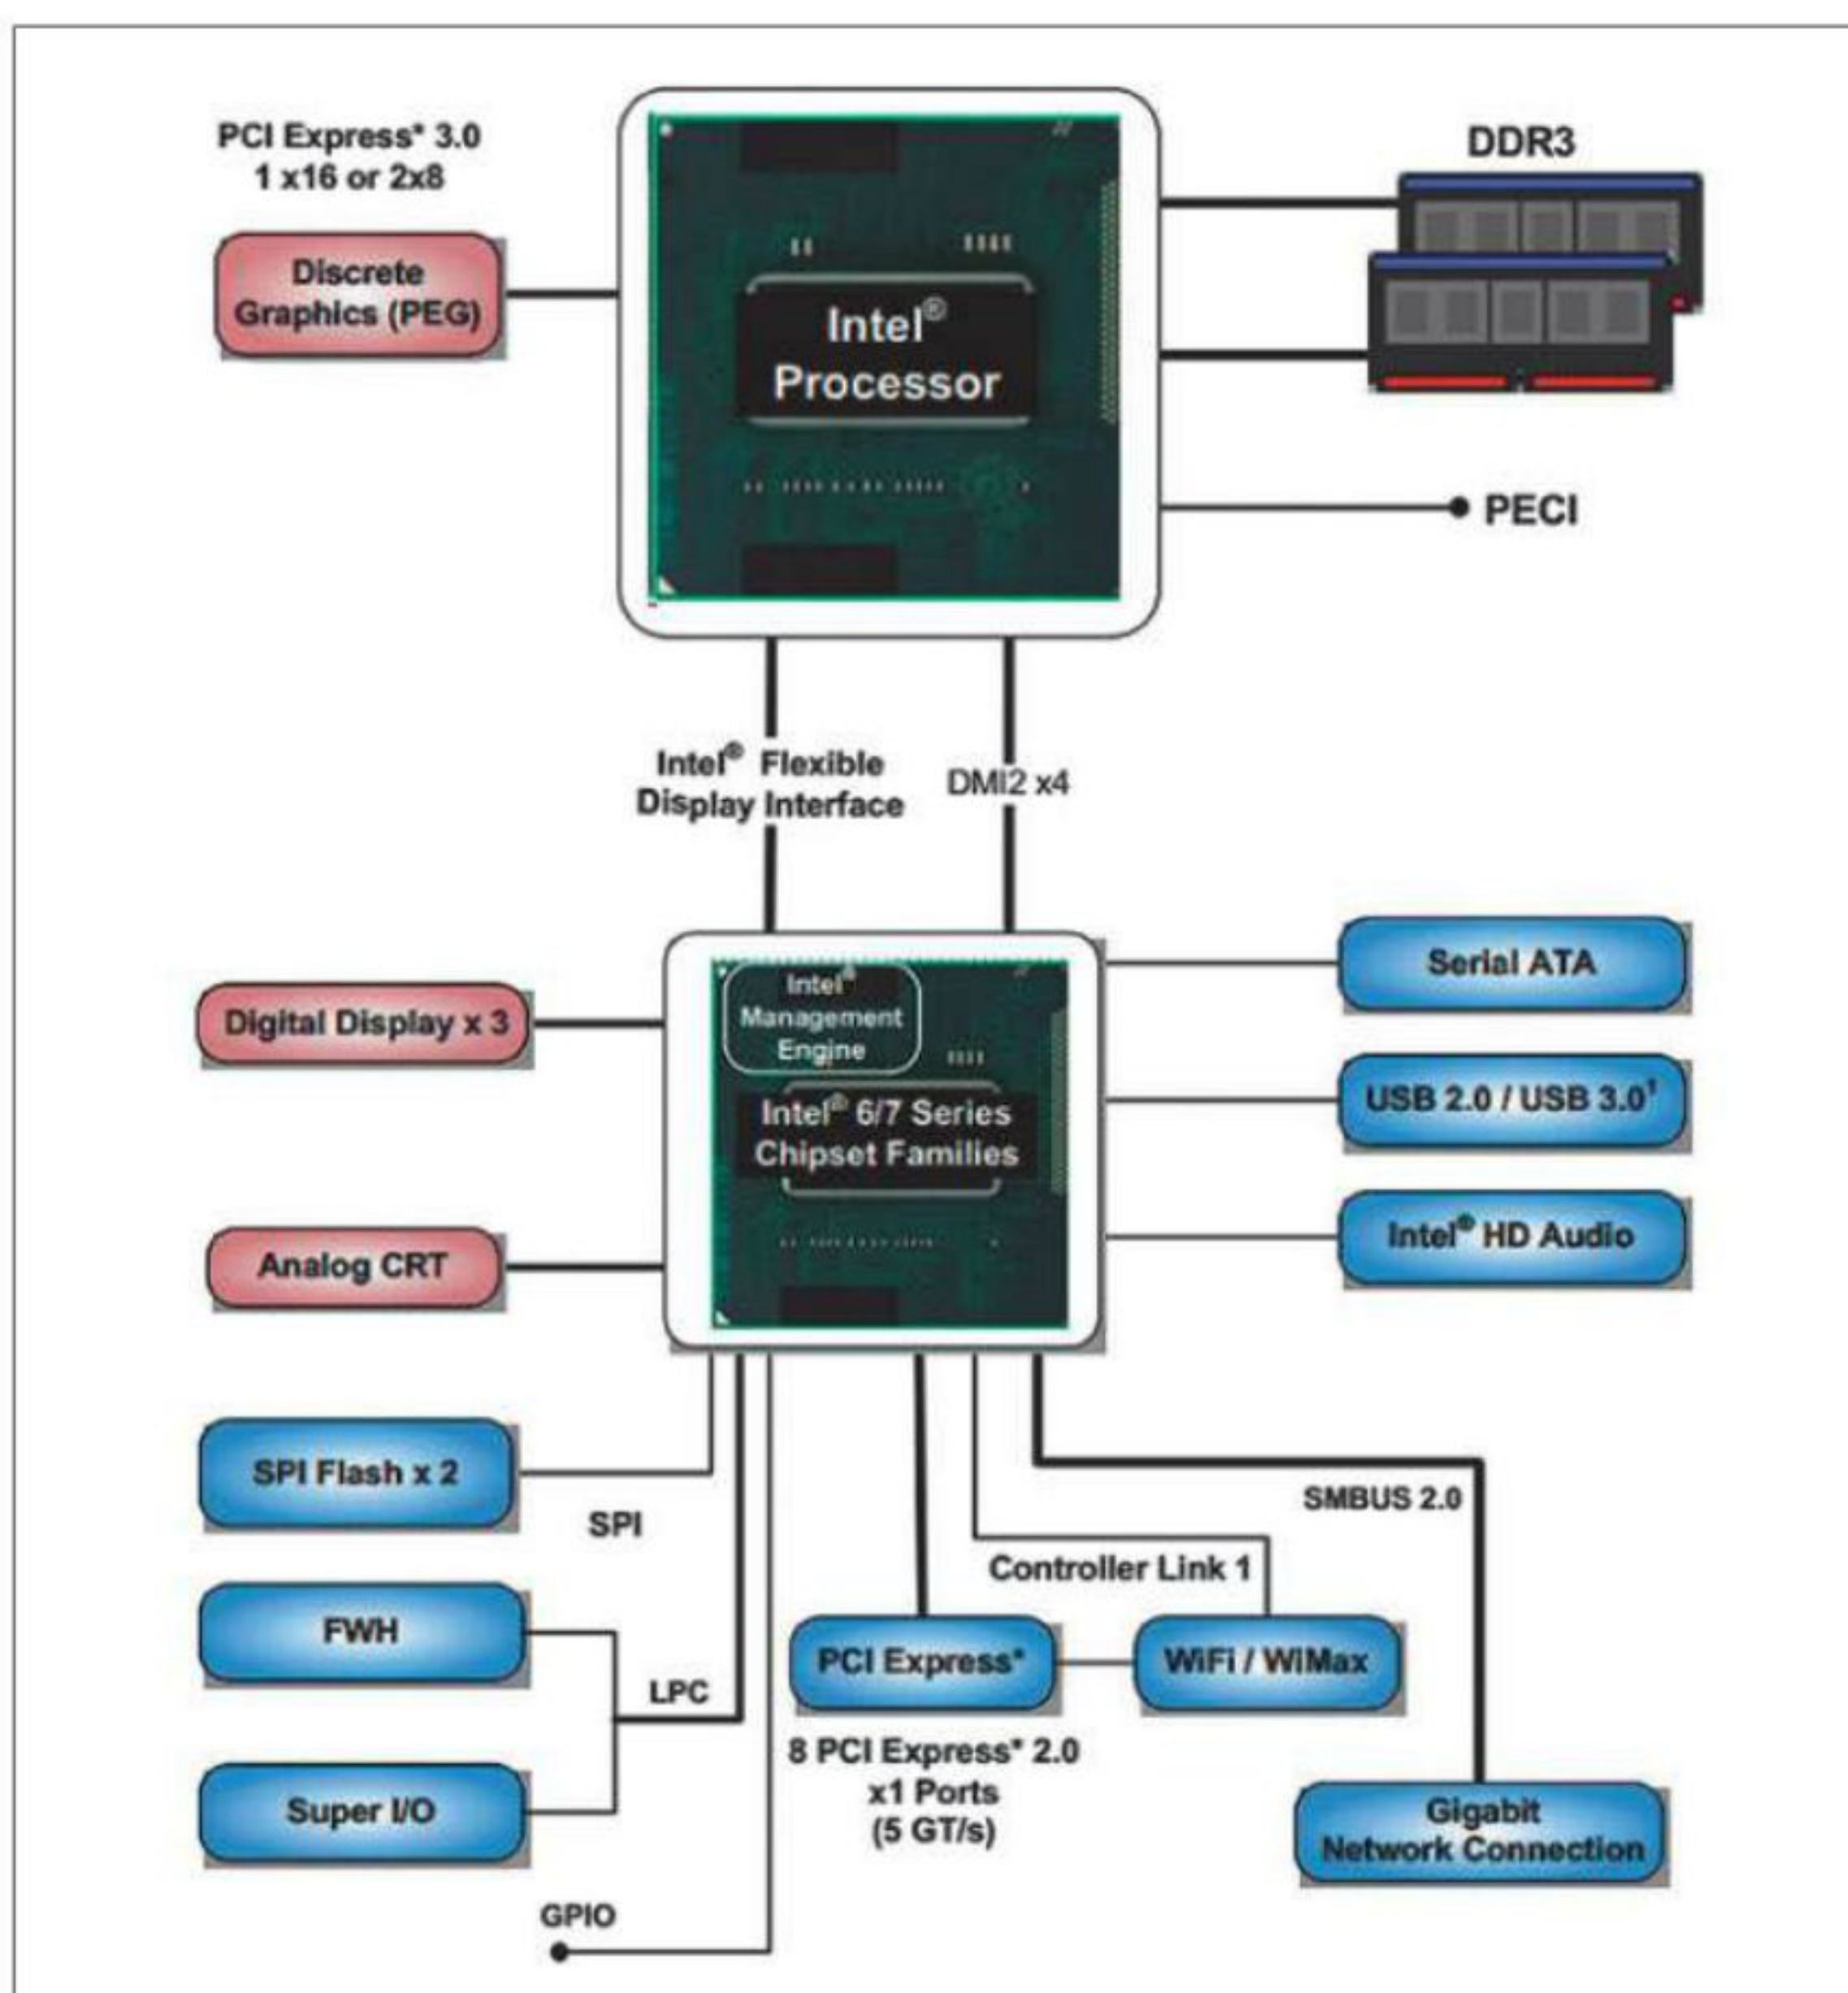 PCI Express* 3.0
1 x16 or 2x8
Discrete
Graphics (PEG)
Intel®
Processor
DDR3
PECI
Intel® Flexible
Display Interface
DMI2 x4
Digital Display x 3
Analog CRT
Intel®
Management
Engine
Intel® 6/7 Series
Chipset Families
Serial ATA
USB 2.0 / USB 3.0¹
Intel® HD Audio
SPI Flash x 2
SPI
FWH
LPC
Super I/O
GPIO
SMBUS 2.0
Controller Link 1
PCI Express*
WiFi / WiMax
8 PCI Express* 2.0
x1 Ports
(5 GT/s)
Gigabit
Network Connection